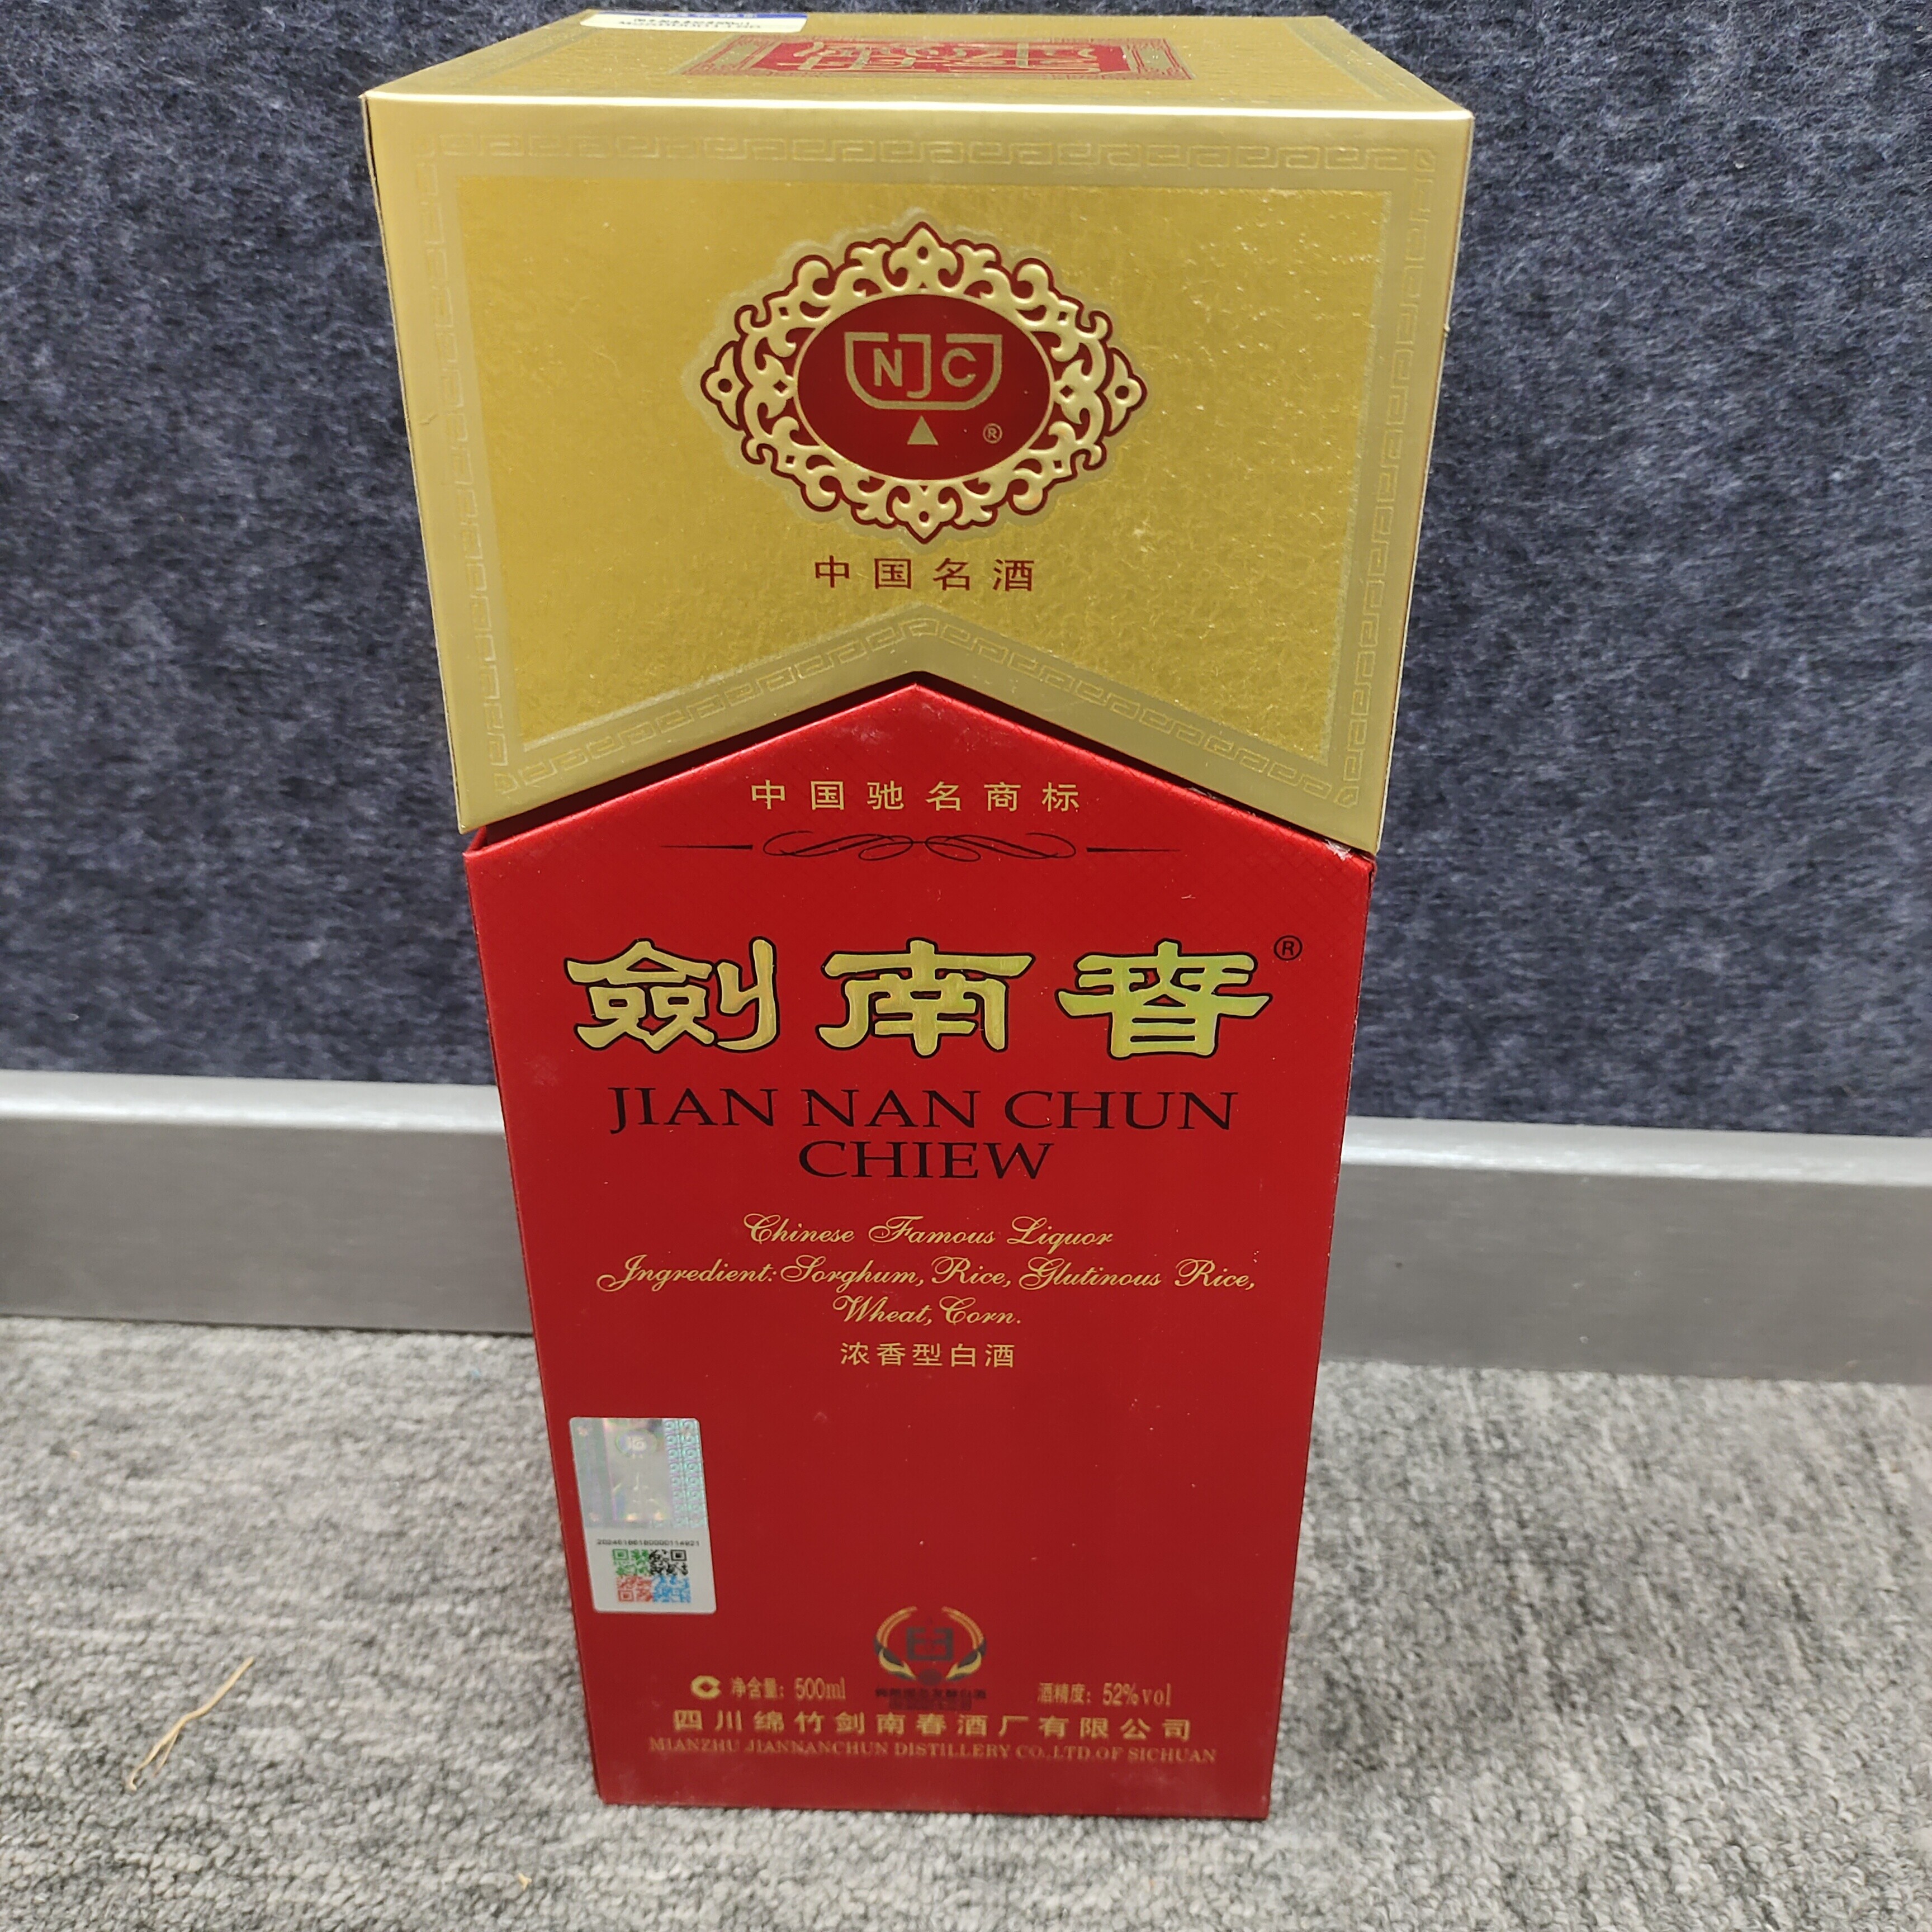 NJC
®
中国名酒
中国驰名商标
劍南春®
JIAN NAN CHUN
CHIEW
Chinese Famous Liquor
Ingredient: Sorghum, Rice, Glutinous Rice,
Wheat, Corn.
浓香型白酒
净含量: 500ml
酒精度: 52%vol
四川绵竹剑南春酒厂有限公司
MIANZHU JIANNANCHUN DISTILLERY CO.,LTD.OF SICHUAN